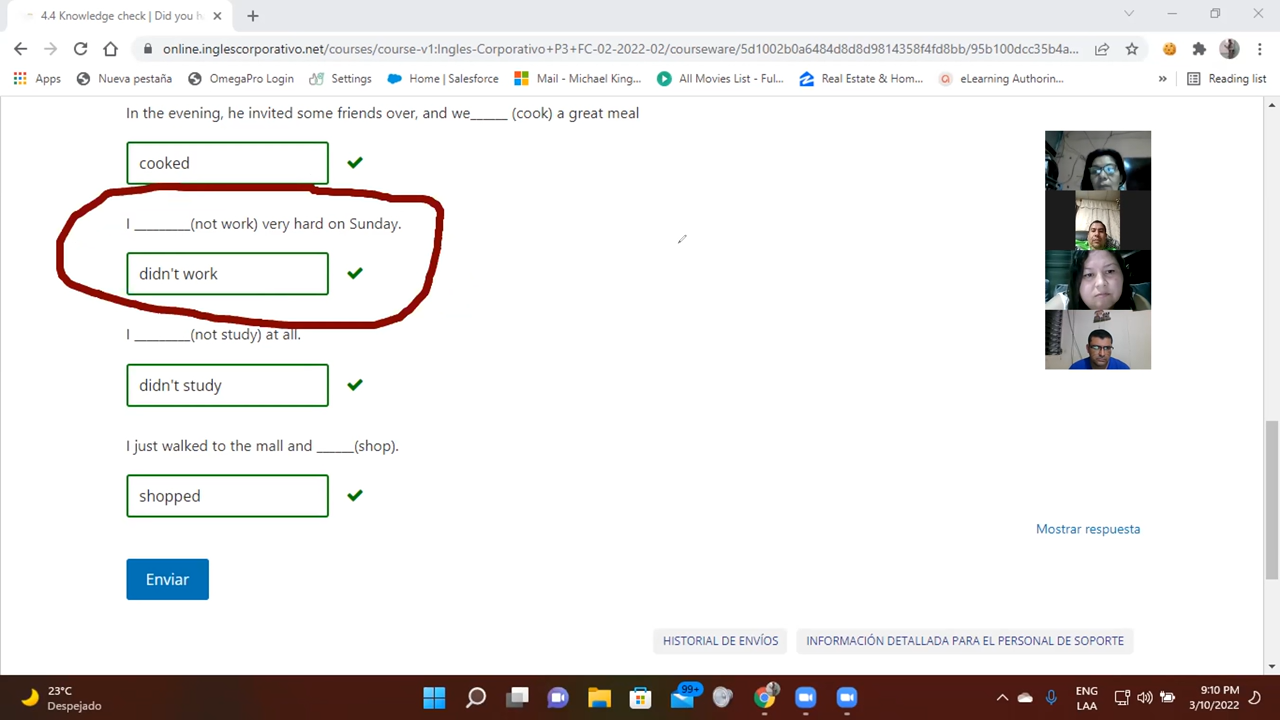 4.4 Knowledge check | Did you h
online.inglescorporativo.net/courses/course-v1:Ingles-Corporativo+P3+FC-02-2022-02/courseware/5d1002b0a6484d8d8d9814358f4fd8bb/95b100dcc35b4a...
Apps Nueva pestaña OmegaPro Login Settings Home | Salesforce Mail - Michael King... All Movies List - Ful... Real Estate & Hom... eLearning Authorin... » Reading list
In the evening, he invited some friends over, and we______ (cook) a great meal
cooked
I _________(not work) very hard on Sunday.
didn't work
I _________(not study) at all.
didn't study
I just walked to the mall and ______(shop).
shopped
Mostrar respuesta
Enviar
HISTORIAL DE ENVÍOS INFORMACIÓN DETALLADA PARA EL PERSONAL DE SOPORTE
23°C
Despejado
99+
ENG
LAA
9:10 PM
3/10/2022